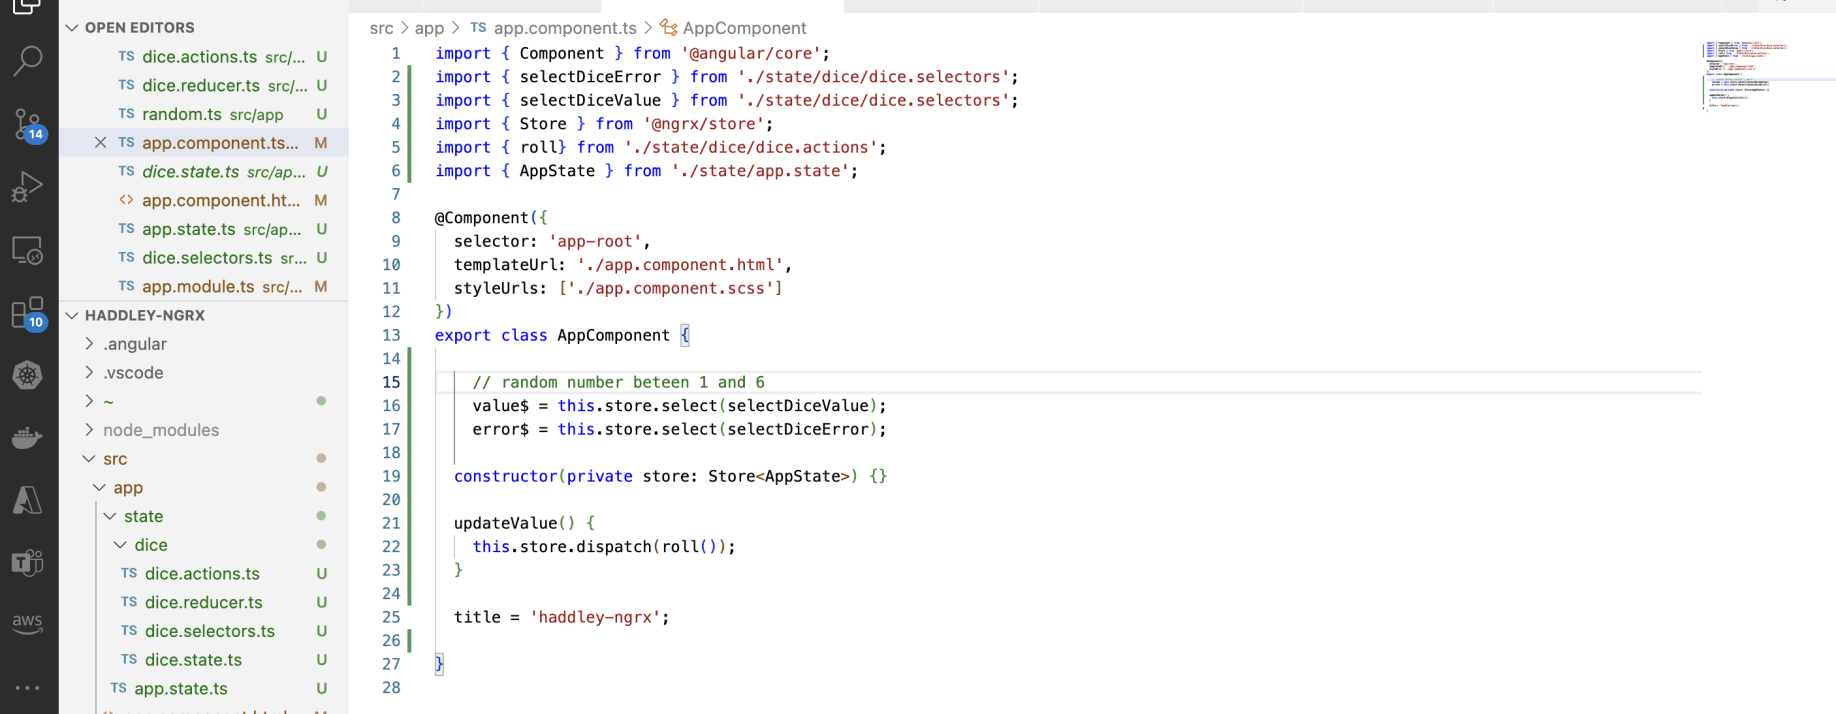 OPEN EDITORS
TS dice.actions.ts src/... U
TS dice.reducer.ts src/... U
TS random.ts src/app U
TS app.component.ts... M
TS dice.state.ts src/ap... U
<> app.component.ht... M
TS app.state.ts src/ap... U
TS dice.selectors.ts sr... U
TS app.module.ts src/... M
HADDLEY-NGRX
.angular
.vscode
~
node_modules
src
app
state
dice
TS dice.actions.ts U
TS dice.reducer.ts U
TS dice.selectors.ts U
TS dice.state.ts U
TS app.state.ts U
14
10
aws
src > app > TS app.component.ts > AppComponent
1 import { Component } from '@angular/core';
2 import { selectDiceError } from './state/dice/dice.selectors';
3 import { selectDiceValue } from './state/dice/dice.selectors';
4 import { Store } from '@ngrx/store';
5 import { roll} from './state/dice/dice.actions';
6 import { AppState } from './state/app.state';
7
8 @Component({
9 selector: 'app-root',
10 templateUrl: './app.component.html',
11 styleUrls: ['./app.component.scss']
12 })
13 export class AppComponent {
14
15 // random number beteen 1 and 6
16 value$ = this.store.select(selectDiceValue);
17 error$ = this.store.select(selectDiceError);
18
19 constructor(private store: Store<AppState>) {}
20
21 updateValue() {
22 this.store.dispatch(roll());
23 }
24
25 title = 'haddley-ngrx';
26
27 }
28